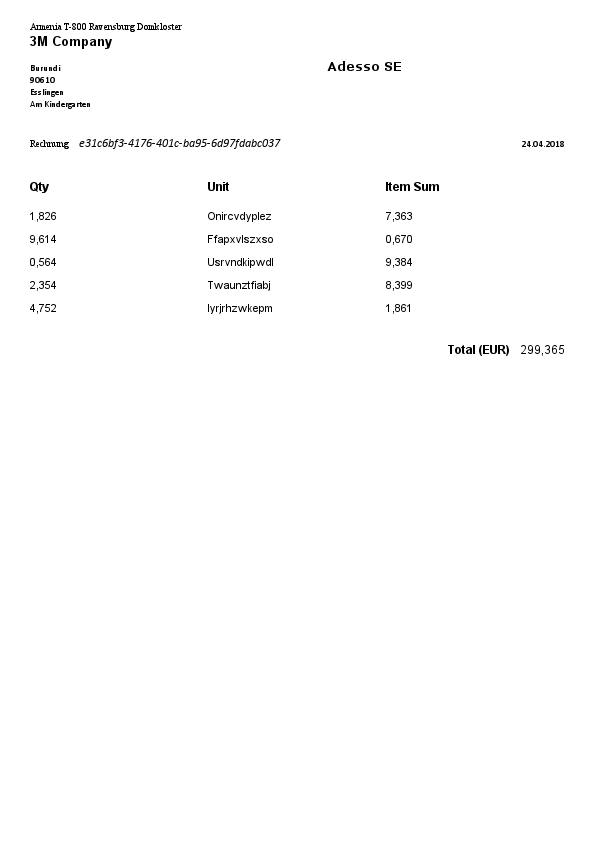 Armenia T-800 Ravensburg Domkloster
3M Company
Burundi
Adesso SE
90610
Esslingen
Am Kindergarten
Rechnung e31c6bf3-4176-401c-ba95-6d97fdabc037 24.04.2018
Qty Unit Item Sum
1,826 Onircvdyplez 7,363
9,614 Ffapxvlszxso 0,670
0,564 Usrvndkipwdl 9,384
2,354 Twaunztfiabj 8,399
4,752 Iyrjrhzwkepm 1,861
Total (EUR) 299,365